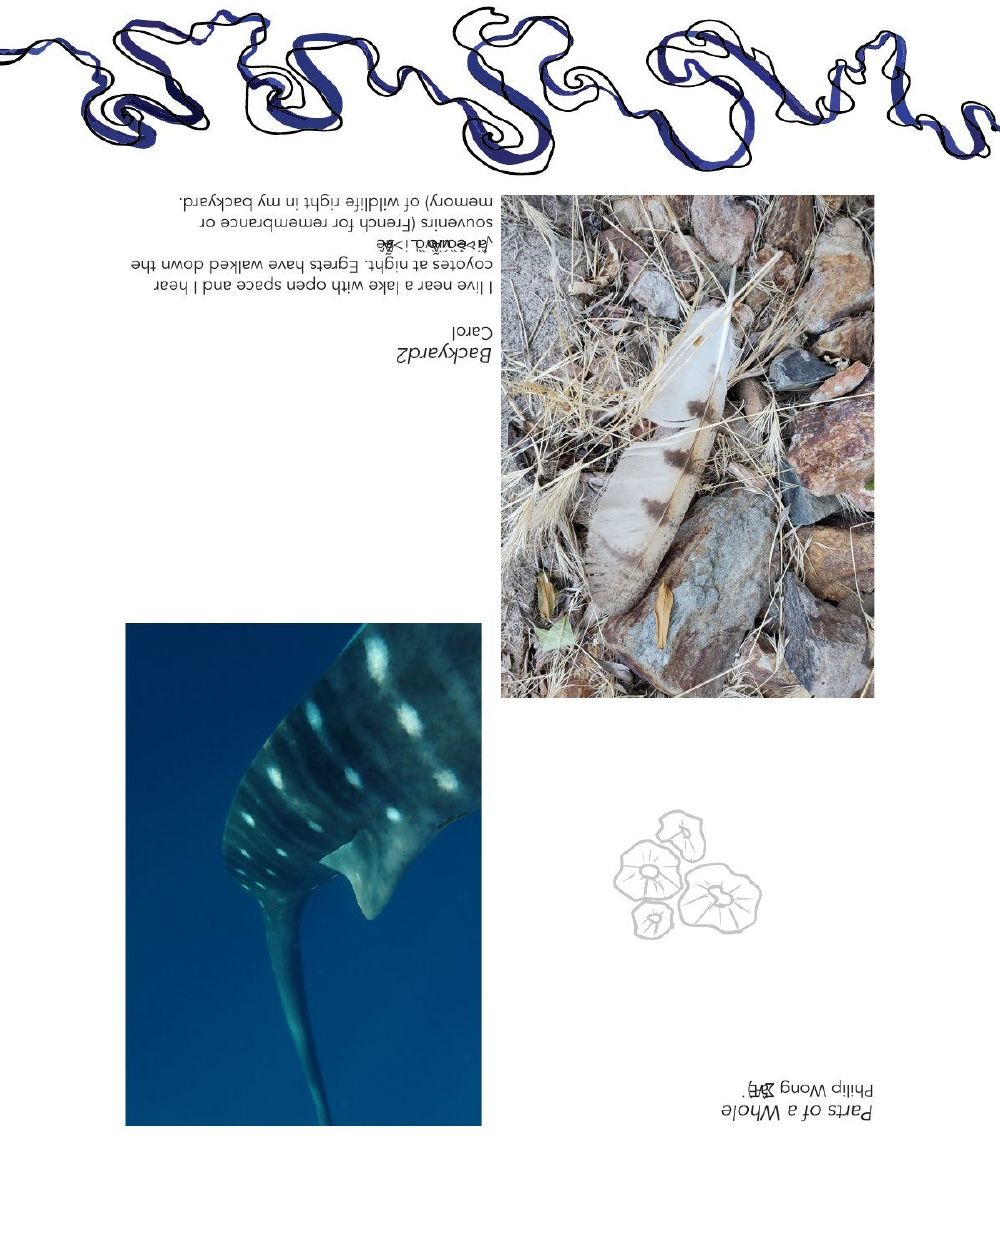 Parts of a Whole
Phillip Wong
Backyard2
Carol
I live near a lake with open space and I hear
coyotes at night. Egrets have walked down the
souvenirs (French for remembrance or
memory) of wildlife right in my backyard.